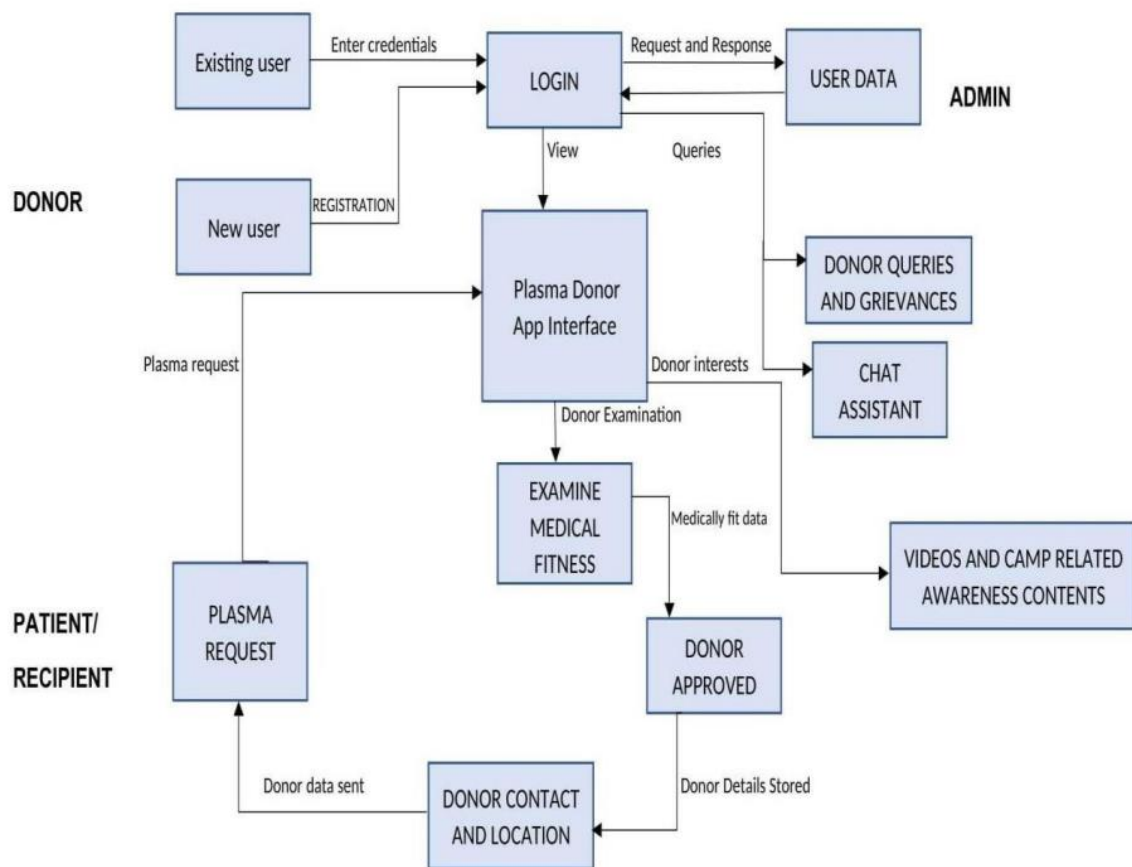 Existing user
Enter credentials
LOGIN
Request and Response
USER DATA
ADMIN
View
Queries
DONOR
New user
REGISTRATION
Plasma Donor
App Interface
DONOR QUERIES
AND GRIEVANCES
Plasma request
Donor interests
CHAT
ASSISTANT
Donor Examination
EXAMINE
MEDICAL
FITNESS
Medically fit data
VIDEOS AND CAMP RELATED
AWARENESS CONTENTS
PATIENT/
RECIPIENT
PLASMA
REQUEST
DONOR
APPROVED
Donor data sent
Donor Details Stored
DONOR CONTACT
AND LOCATION